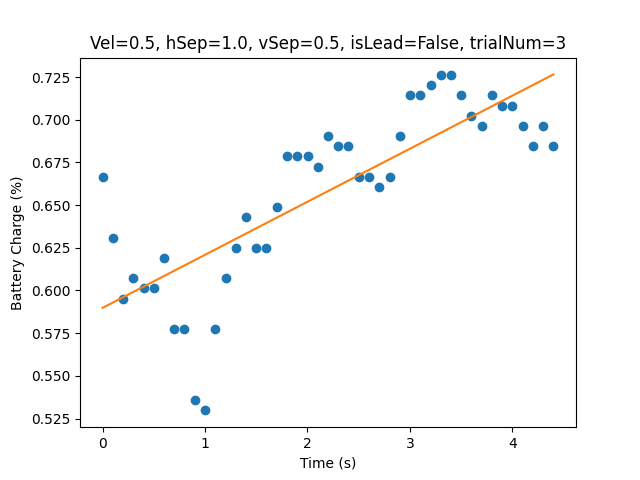 Vel=0.5, hSep=1.0, vSep=0.5, isLead=False, trialNum=3
Battery Charge (%)
0.725
0.700
0.675
0.650
0.625
0.600
0.575
0.550
0.525
0 1 2 3 4
Time (s)